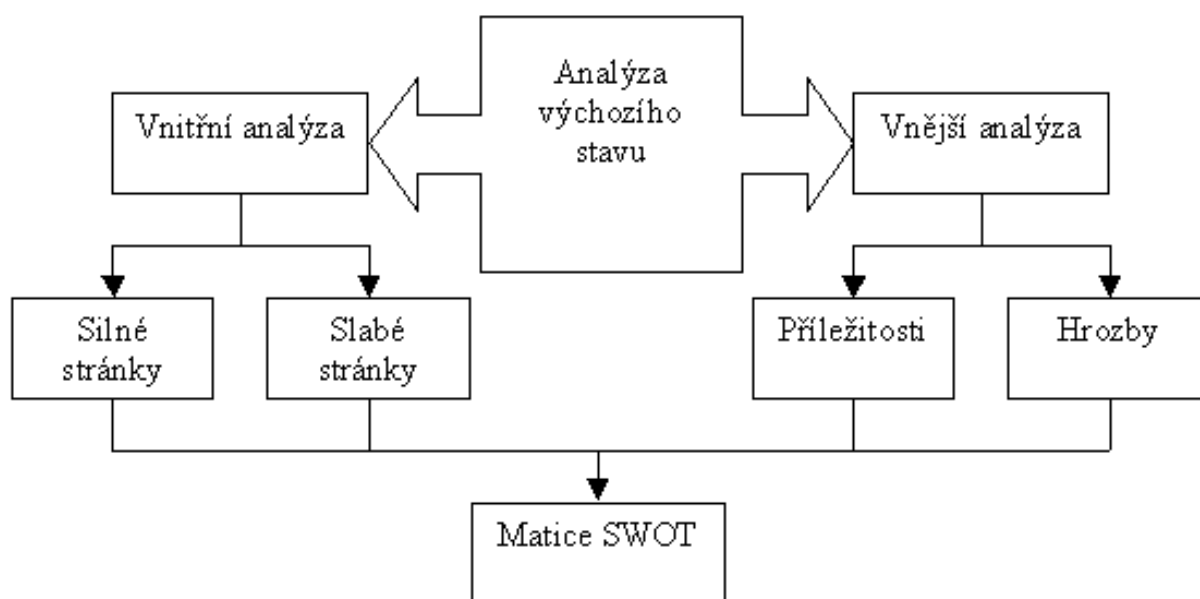 Analýza
výchozího
stavu
Vnitřní analýza
Vnější analýza
Silné
stránky
Slabé
stránky
Příležitosti
Hrozby
Matice SWOT